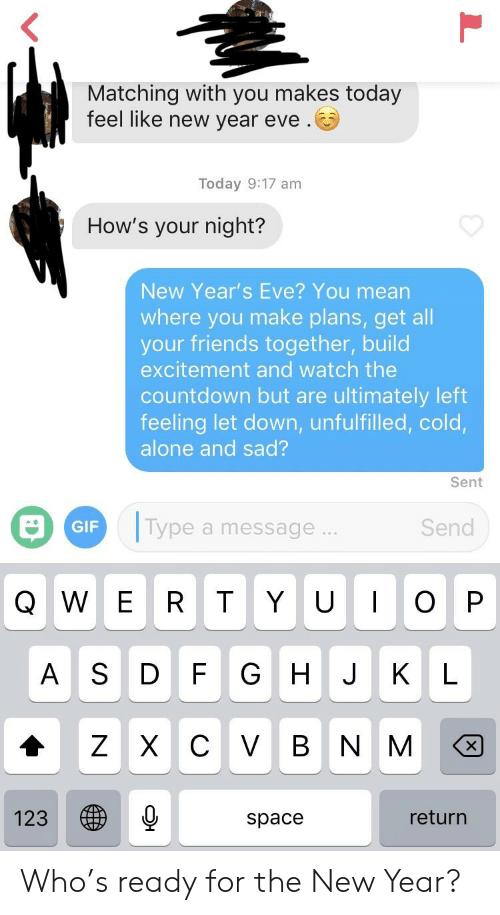 Matching with you makes today
feel like new year eve .
Today 9:17 am
How's your night?
New Year's Eve? You mean
where you make plans, get all
your friends together, build
excitement and watch the
countdown but are ultimately left
feeling let down, unfulfilled, cold,
alone and sad?
Sent
GIF Type a message ... Send
Q W E R T Y U I O P
A S D F G H J K L
Z X C V B N M
123 space return
Who's ready for the New Year?